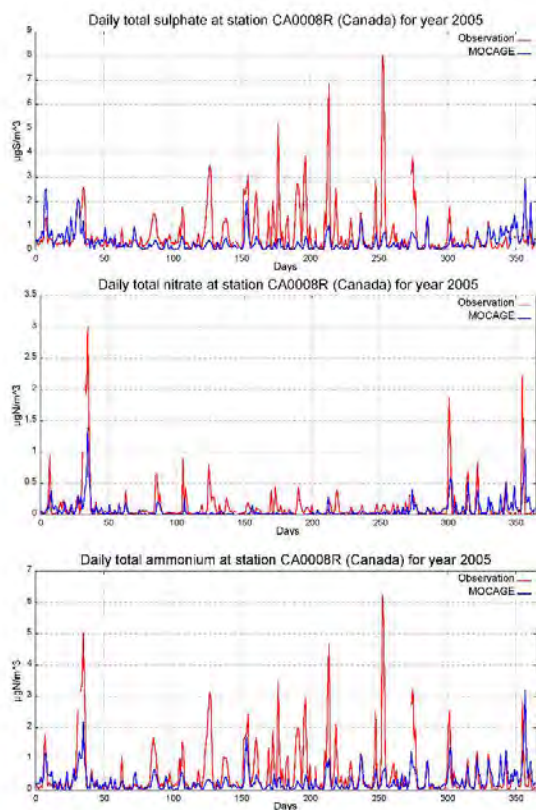 Daily total sulphate at station CA0008R (Canada) for year 2005
Observation
MOCAGE
9
8
7
6
5
4
3
2
1
0
µgS/m^3
0 50 100 150 200 250 300 350
Days
Daily total nitrate at station CA0008R (Canada) for year 2005
Observation
MOCAGE
3.5
3
2.5
2
1.5
1
0.5
0
µgN/m^3
0 50 100 150 200 250 300 350
Days
Daily total ammonium at station CA0008R (Canada) for year 2005
Observation
MOCAGE
7
6
5
4
3
2
1
0
µgN/m^3
0 50 100 150 200 250 300 350
Days